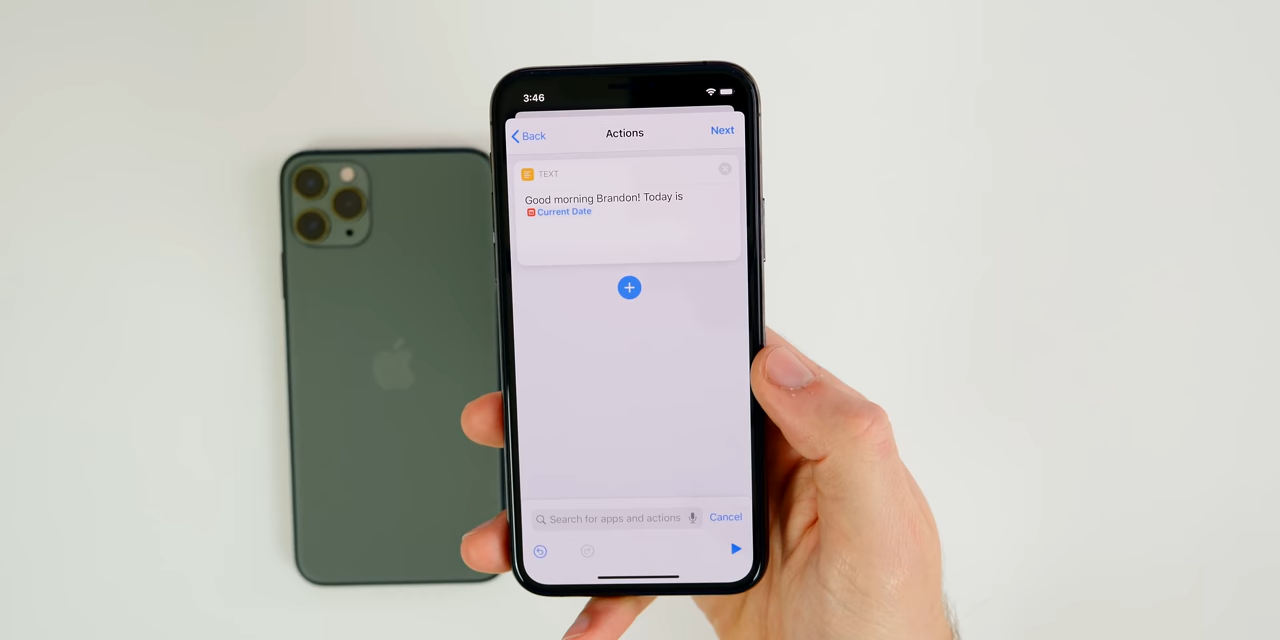 3:46
Back Actions Next
TEXT
Good morning Brandon! Today is
Current Date
Search for apps and actions Cancel